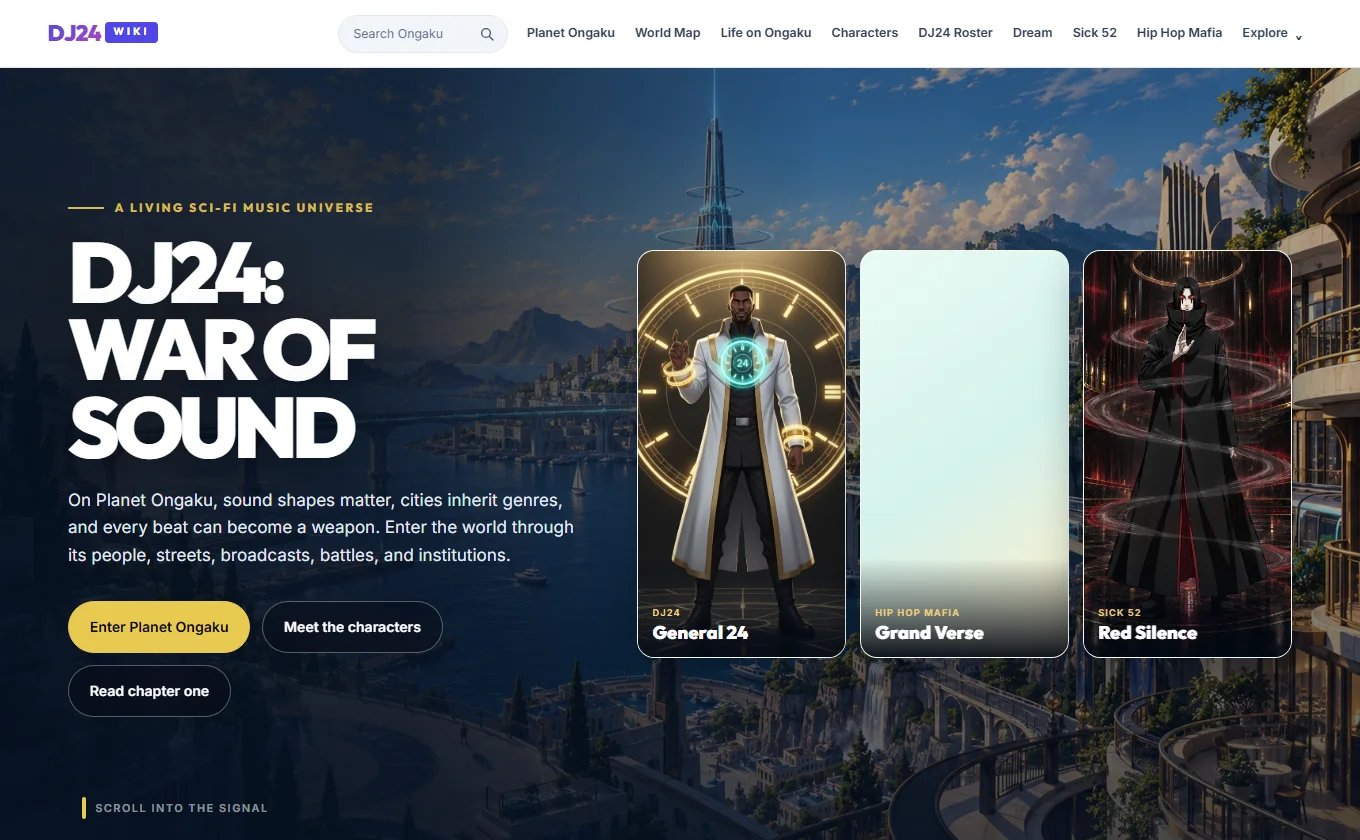 DJ24 WIKI
Search Ongaku
Planet Ongaku
World Map
Life on Ongaku
Characters
DJ24 Roster
Dream
Sick 52
Hip Hop Mafia
Explore
A LIVING SCI-FI MUSIC UNIVERSE
DJ24:
WAR OF
SOUND
On Planet Ongaku, sound shapes matter, cities inherit genres,
and every beat can become a weapon. Enter the world through
its people, streets, broadcasts, battles, and institutions.
Enter Planet Ongaku
Meet the characters
Read chapter one
SCROLL INTO THE SIGNAL
24
DJ24
General 24
HIP HOP MAFIA
Grand Verse
SICK 52
Red Silence